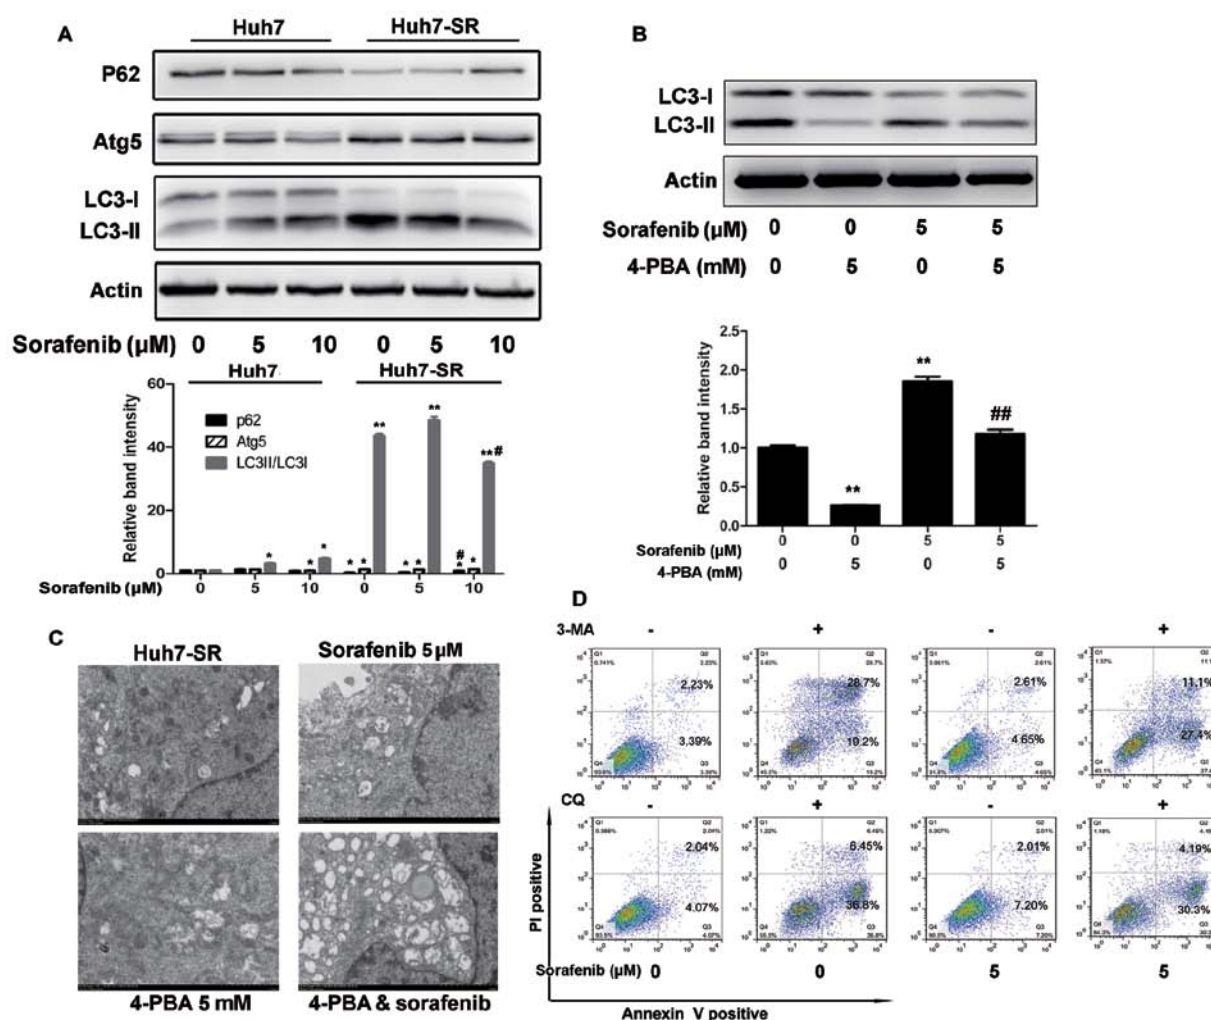 A
Huh7
Huh7-SR
P62
Atg5
LC3-I
LC3-II
Actin
Sorafenib (µM)
0 5 10 0 5 10
Huh7
Huh7-SR
Relative band intensity
60
40
20
0
p62
Atg5
LC3II/LC3I
* * * * * * ** * * ** # * * **#
Sorafenib (µM)
0 5 10 0 5 10
B
LC3-I
LC3-II
Actin
Sorafenib (µM) 0 0 5 5
4-PBA (mM) 0 5 0 5
Relative band intensity
2.5
2.0
1.5
1.0
0.5
0.0
**
**
##
Sorafenib (µM) 0 0 5 5
4-PBA (mM) 0 5 0 5
C
Huh7-SR
Sorafenib 5 µM
4-PBA 5 mM
4-PBA & sorafenib
D
3-MA - + - +
2.23% 28.7% 2.61% 11.1%
3.39% 19.2% 4.65% 27.4%
CQ - + - +
2.04% 6.45% 2.01% 4.19%
4.07% 36.8% 7.20% 30.3%
PI positive
Sorafenib (µM) 0 0 5 5
Annexin V positive